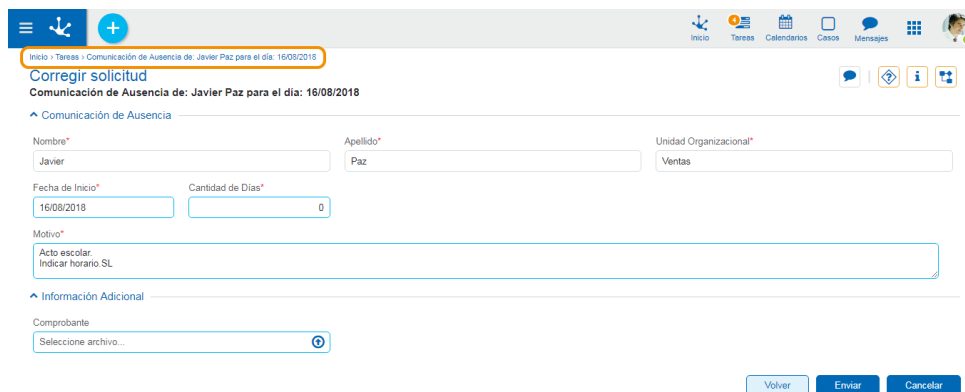 4
Inicio
Tareas
Calendarios
Casos
Mensajes
Inicio › Tareas › Comunicación de Ausencia de: Javier Paz para el día: 16/08/2018
Corregir solicitud
Comunicación de Ausencia de: Javier Paz para el día: 16/08/2018
Comunicación de Ausencia
Nombre* Apellido* Unidad Organizacional*
Javier Paz Ventas
Fecha de Inicio* Cantidad de Días*
16/08/2018 0
Motivo*
Acto escolar.
Indicar horario.SL
Información Adicional
Comprobante
Seleccione archivo...
Volver Enviar Cancelar